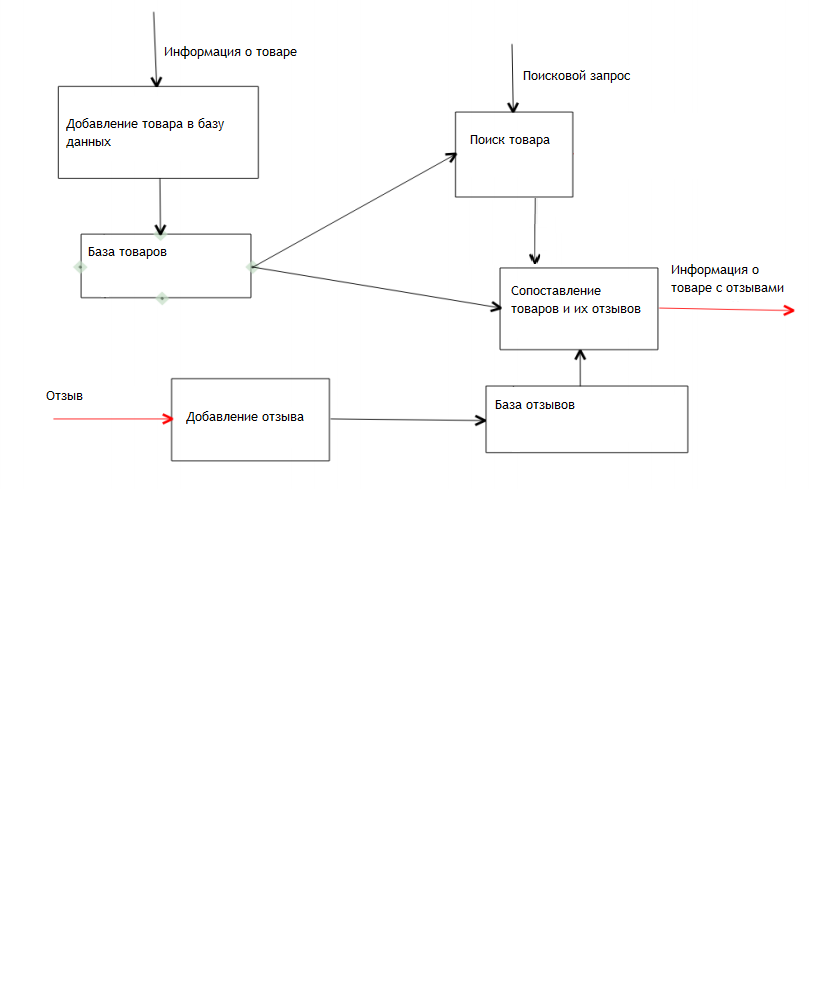 Информация о товаре
Поисковой запрос
Добавление товара в базу
данных
Поиск товара
База товаров
Информация о
товаре с отзывами
Сопоставление
товаров и их отзывов
Отзыв
Добавление отзыва
База отзывов